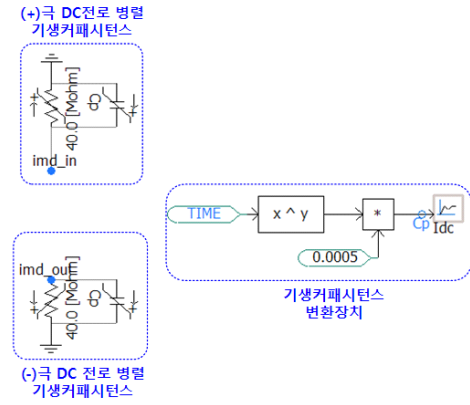 (+)극 DC전로 병렬
기생커패시턴스
40.0 [Mohm]
Cp
imd_in
TIME
x ^ y
*
Cp
Idc
0.0005
기생커패시턴스
변환장치
imd_out
40.0 [Mohm]
Cp
(-)극 DC 전로 병렬
기생커패시턴스